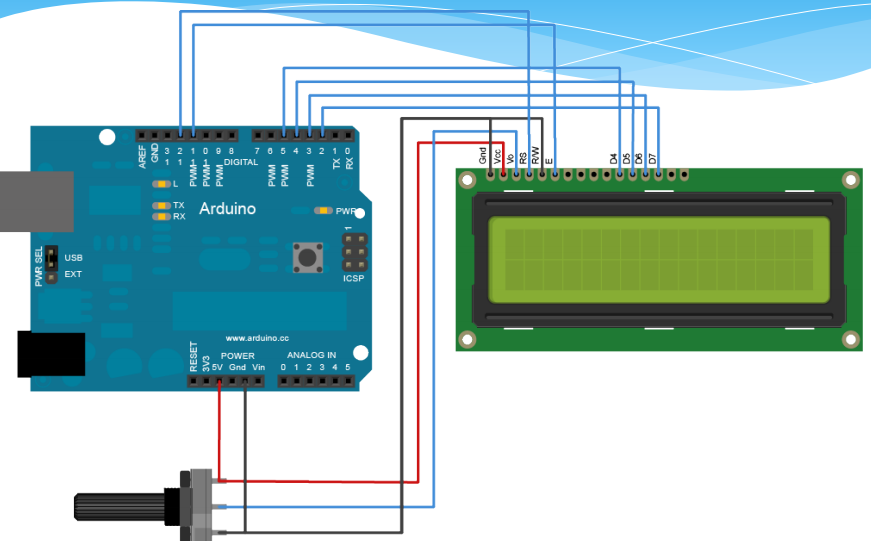 Gnd Vcc Vo RS R/W E D4 D5 D6 D7
AREF GND 13 12 11 10 9 8 7 6 5 4 3 2 1 0
PWM PWM PWM DIGITAL PWM PWM PWM TX RX
L
TX
RX
Arduino
PWR
1
ICSP
PWR SEL
USB
EXT
www.arduino.cc
POWER ANALOG IN
RESET 3V3 5V Gnd Vin 0 1 2 3 4 5